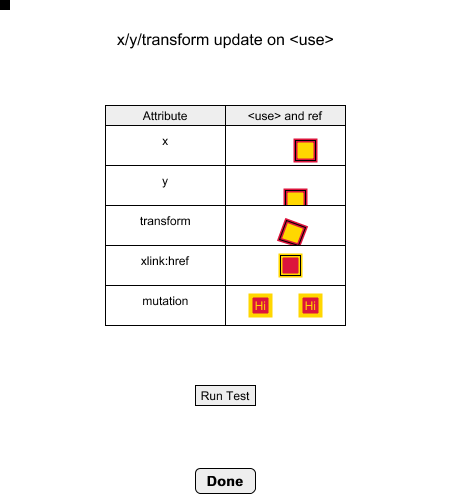 x/y/transform update on <use>
Attribute <use> and ref
x
y
transform
xlink:href
mutation Hi Hi
Run Test
Done